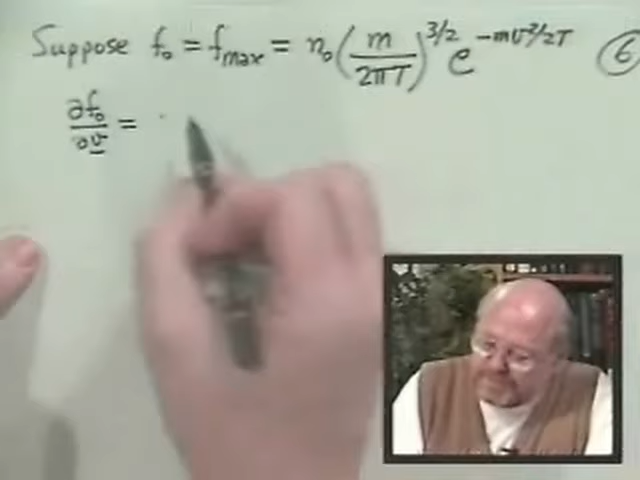 Suppose f₀ = f_max = n₀ (m/2πT)^3/2 e^-mv²/2T ⑥
∂f₀/∂v̲ =